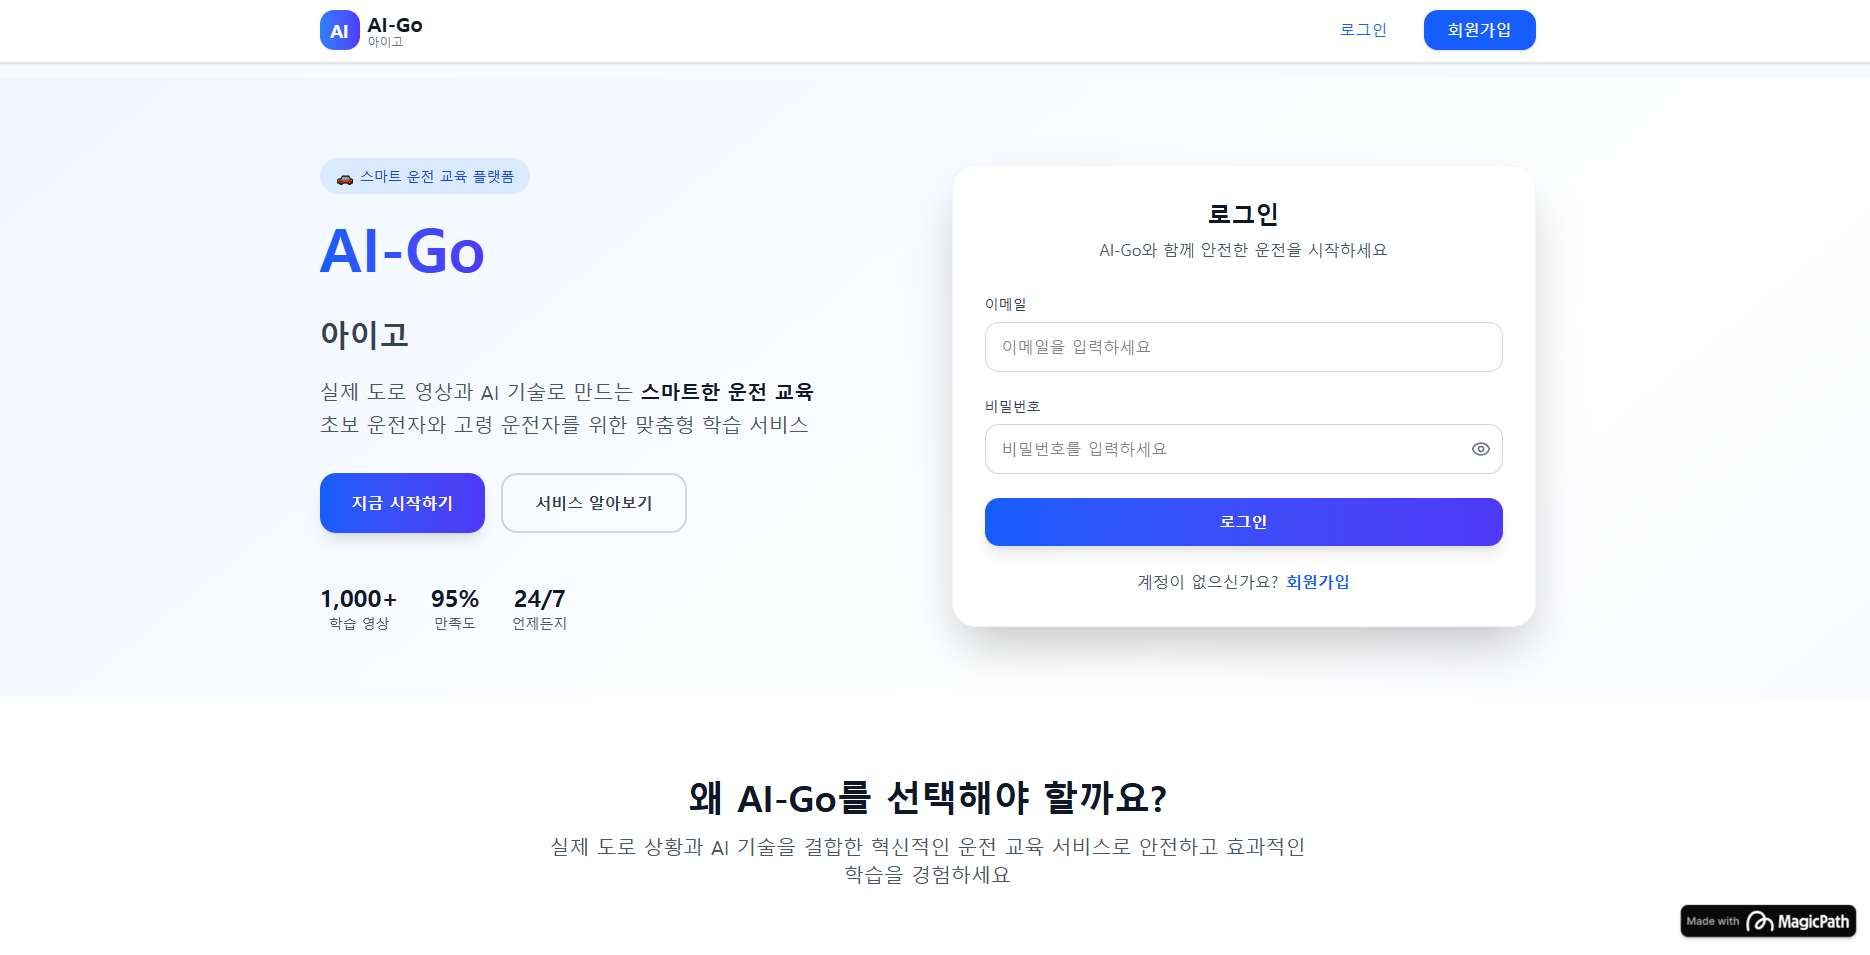 AI
AI-Go
아이고
로그인
회원가입
🚗 스마트 운전 교육 플랫폼
AI-Go
아이고
실제 도로 영상과 AI 기술로 만드는 스마트한 운전 교육
초보 운전자와 고령 운전자를 위한 맞춤형 학습 서비스
지금 시작하기
서비스 알아보기
1,000+
학습 영상
95%
만족도
24/7
언제든지
로그인
AI-Go와 함께 안전한 운전을 시작하세요
이메일
이메일을 입력하세요
비밀번호
비밀번호를 입력하세요
로그인
계정이 없으신가요? 회원가입
왜 AI-Go를 선택해야 할까요?
실제 도로 상황과 AI 기술을 결합한 혁신적인 운전 교육 서비스로 안전하고 효과적인
학습을 경험하세요
Made with MagicPath